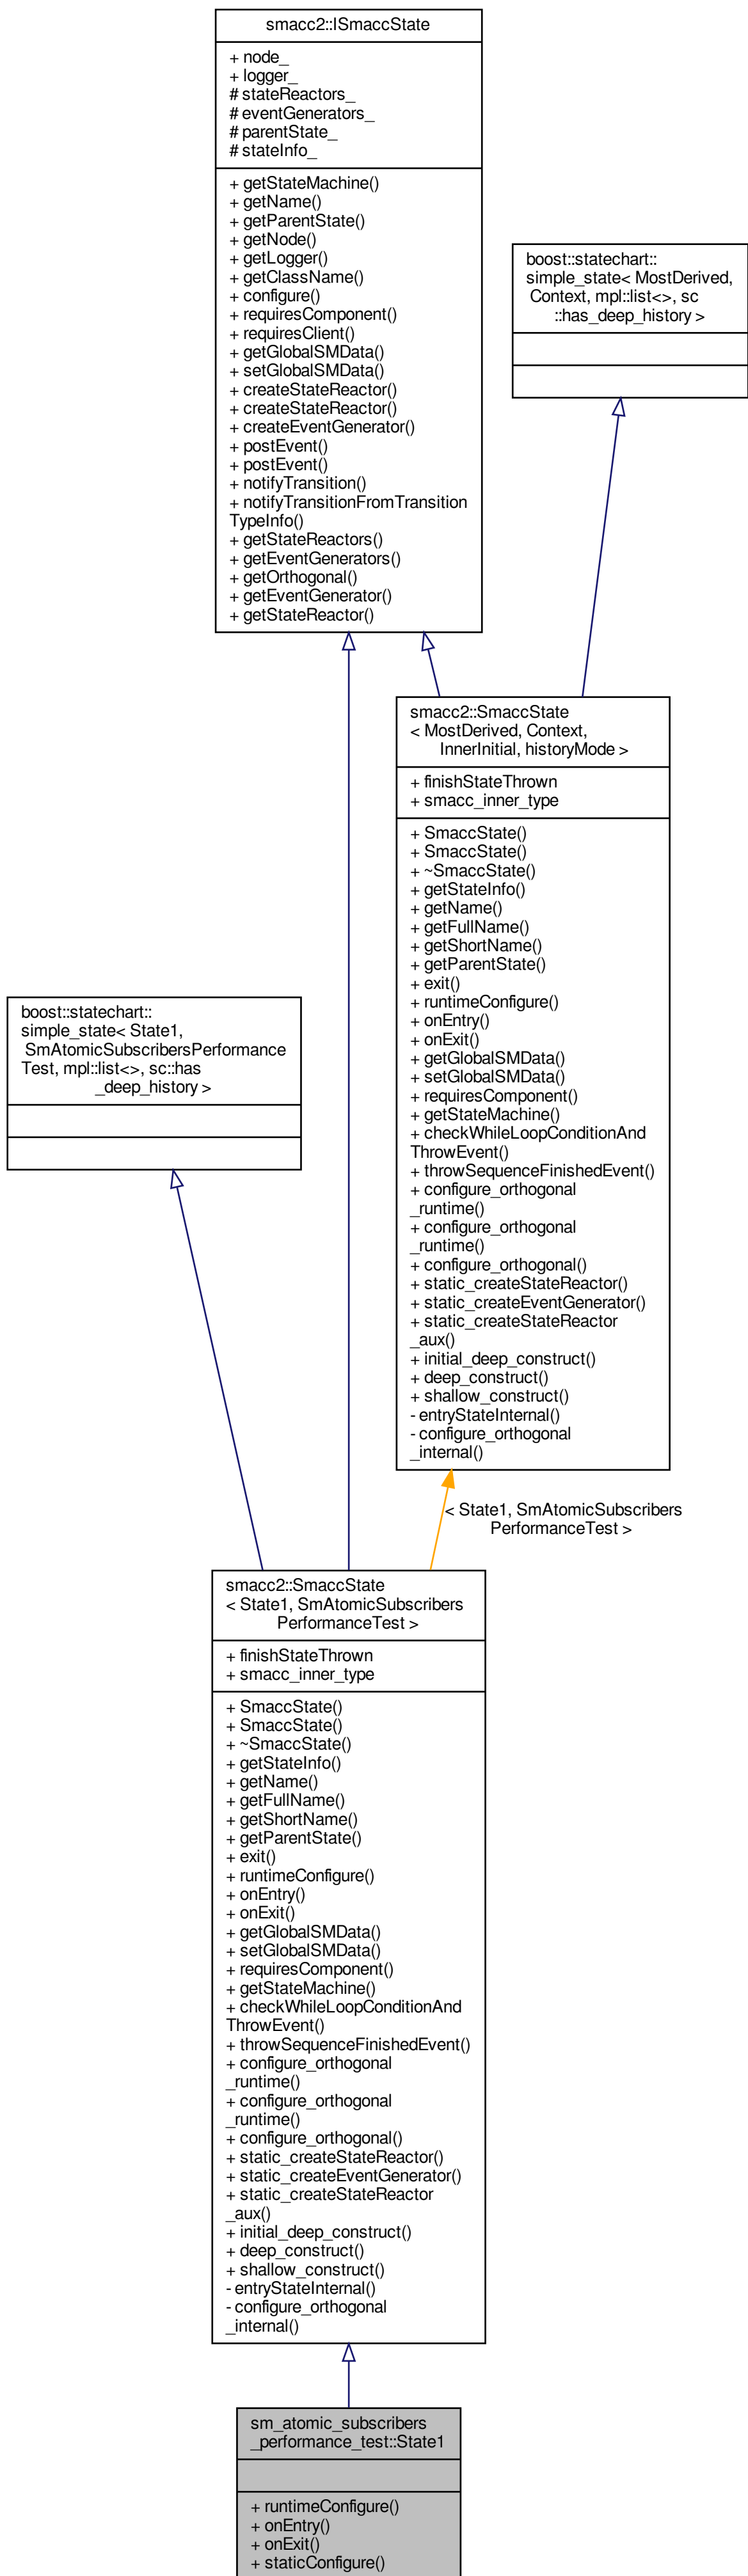 smacc2::ISmaccState
+ node_
+ logger_
# stateReactors_
# eventGenerators_
# parentState_
# stateInfo_
+ getStateMachine()
+ getName()
+ getParentState()
+ getNode()
+ getLogger()
+ getClassName()
+ configure()
+ requiresComponent()
+ requiresClient()
+ getGlobalSMData()
+ setGlobalSMData()
+ createStateReactor()
+ createStateReactor()
+ createEventGenerator()
+ postEvent()
+ postEvent()
+ notifyTransition()
+ notifyTransitionFromTransition
TypeInfo()
+ getStateReactors()
+ getEventGenerators()
+ getOrthogonal()
+ getEventGenerator()
+ getStateReactor()
boost::statechart::
simple_state< MostDerived,
Context, mpl::list<>, sc
::has_deep_history >
smacc2::SmaccState
< MostDerived, Context,
InnerInitial, historyMode >
+ finishStateThrown
+ smacc_inner_type
+ SmaccState()
+ SmaccState()
+ ~SmaccState()
+ getStateInfo()
+ getName()
+ getFullName()
+ getShortName()
+ getParentState()
+ exit()
+ runtimeConfigure()
+ onEntry()
+ onExit()
+ getGlobalSMData()
+ setGlobalSMData()
+ requiresComponent()
+ getStateMachine()
+ checkWhileLoopConditionAnd
ThrowEvent()
+ throwSequenceFinishedEvent()
+ configure_orthogonal
_runtime()
+ configure_orthogonal
_runtime()
+ configure_orthogonal()
+ static_createStateReactor()
+ static_createEventGenerator()
+ static_createStateReactor
_aux()
+ initial_deep_construct()
+ deep_construct()
+ shallow_construct()
- entryStateInternal()
- configure_orthogonal
_internal()
boost::statechart::
simple_state< State1,
SmAtomicSubscribersPerformance
Test, mpl::list<>, sc::has
_deep_history >
< State1, SmAtomicSubscribers
PerformanceTest >
smacc2::SmaccState
< State1, SmAtomicSubscribers
PerformanceTest >
+ finishStateThrown
+ smacc_inner_type
+ SmaccState()
+ SmaccState()
+ ~SmaccState()
+ getStateInfo()
+ getName()
+ getFullName()
+ getShortName()
+ getParentState()
+ exit()
+ runtimeConfigure()
+ onEntry()
+ onExit()
+ getGlobalSMData()
+ setGlobalSMData()
+ requiresComponent()
+ getStateMachine()
+ checkWhileLoopConditionAnd
ThrowEvent()
+ throwSequenceFinishedEvent()
+ configure_orthogonal
_runtime()
+ configure_orthogonal
_runtime()
+ configure_orthogonal()
+ static_createStateReactor()
+ static_createEventGenerator()
+ static_createStateReactor
_aux()
+ initial_deep_construct()
+ deep_construct()
+ shallow_construct()
- entryStateInternal()
- configure_orthogonal
_internal()
sm_atomic_subscribers
_performance_test::State1
+ runtimeConfigure()
+ onEntry()
+ onExit()
+ staticConfigure()